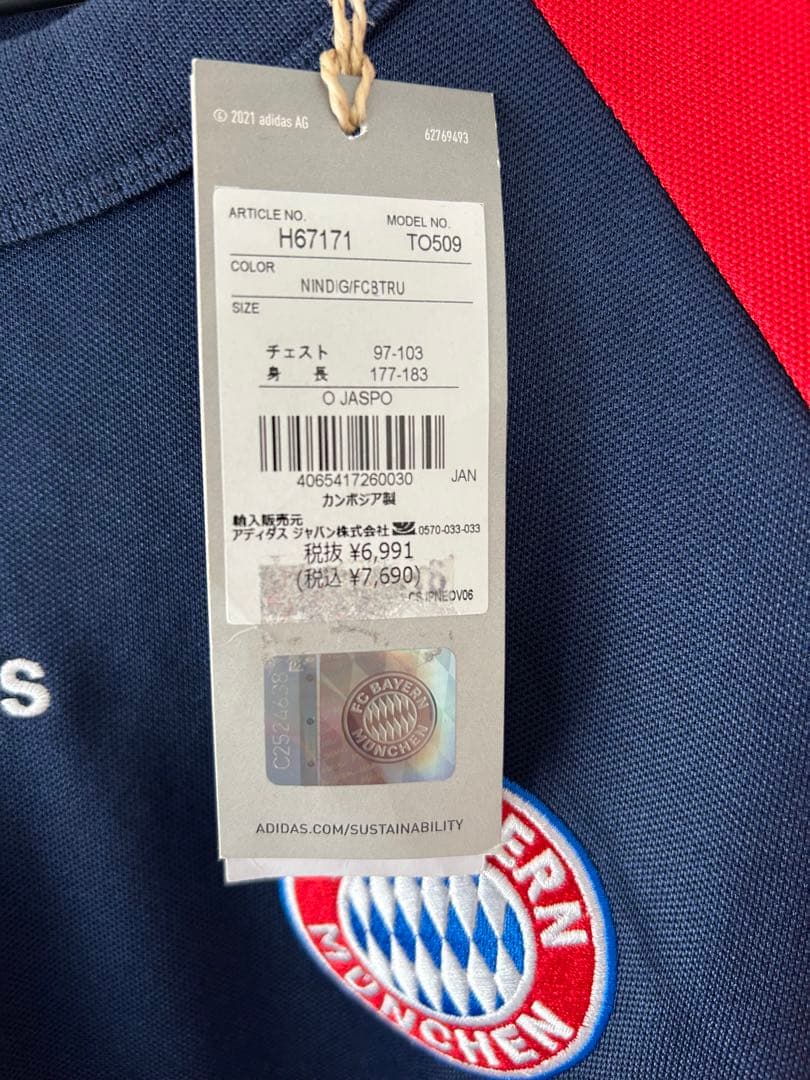 © 2021 adidas AG
62769493
ARTICLE NO. MODEL NO.
H67171 TO509
COLOR
NINDIG/FCBTRU
SIZE
チェスト 97-103
身 長 177-183
O JASPO
4065417260030 JAN
カンボジア製
輸入販売元
アディダス ジャパン株式会社 0570-033-033
税抜 ¥6,991
(税込 ¥7,690)
FC BAYERN
MÜNCHEN
ADIDAS.COM/SUSTAINABILITY
S
ERN
MÜNCHEN